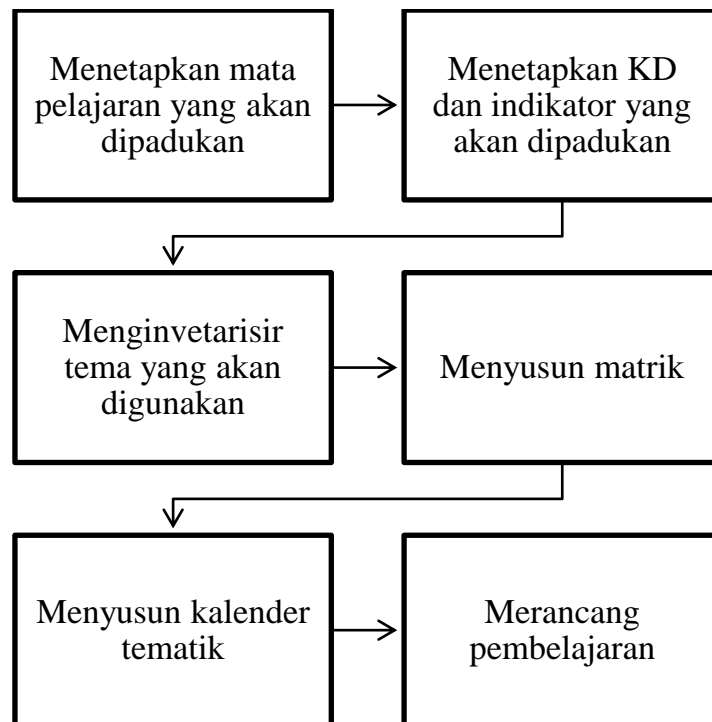 Menetapkan mata
pelajaran yang akan
dipadukan
Menetapkan KD
dan indikator yang
akan dipadukan
Menginvetarisir
tema yang akan
digunakan
Menyusun matrik
Menyusun kalender
tematik
Merancang
pembelajaran